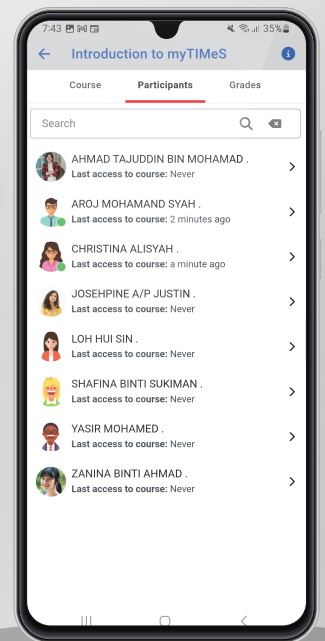 7:43 35%
Introduction to myTIMeS
Course Participants Grades
Search
AHMAD TAJUDDIN BIN MOHAMAD .
Last access to course: Never
AROJ MOHAMAND SYAH .
Last access to course: 2 minutes ago
CHRISTINA ALISYAH .
Last access to course: a minute ago
JOSEHPINE A/P JUSTIN .
Last access to course: Never
LOH HUI SIN .
Last access to course: Never
SHAFINA BINTI SUKIMAN .
Last access to course: Never
YASIR MOHAMED .
Last access to course: Never
ZANINA BINTI AHMAD .
Last access to course: Never